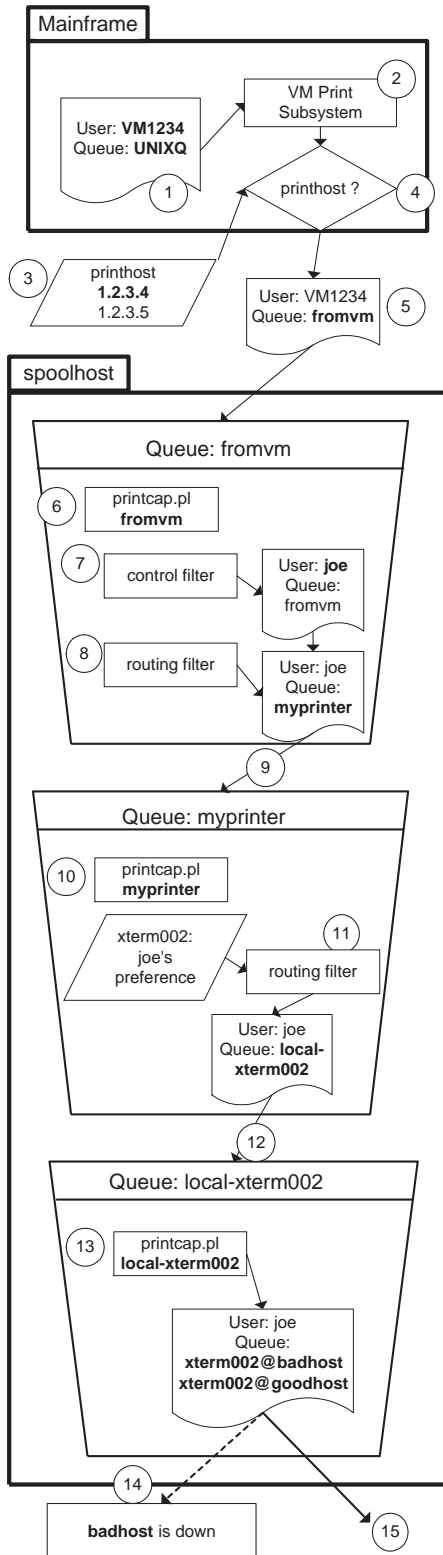 Mainframe
2
VM Print
Subsystem
User: VM1234
Queue: UNIXQ
1
printhost ?
4
3
printhost
1.2.3.4
1.2.3.5
User: VM1234
Queue: fromvm
5
spoolhost
Queue: fromvm
6
printcap.pl
fromvm
7
control filter
User: joe
Queue:
fromvm
8
routing filter
User: joe
Queue:
myprinter
9
Queue: myprinter
10
printcap.pl
myprinter
xterm002:
joe's
preference
11
routing filter
User: joe
Queue: local-
xterm002
12
Queue: local-xterm002
13
printcap.pl
local-xterm002
User: joe
Queue:
xterm002@badhost
xterm002@goodhost
14
badhost is down
15